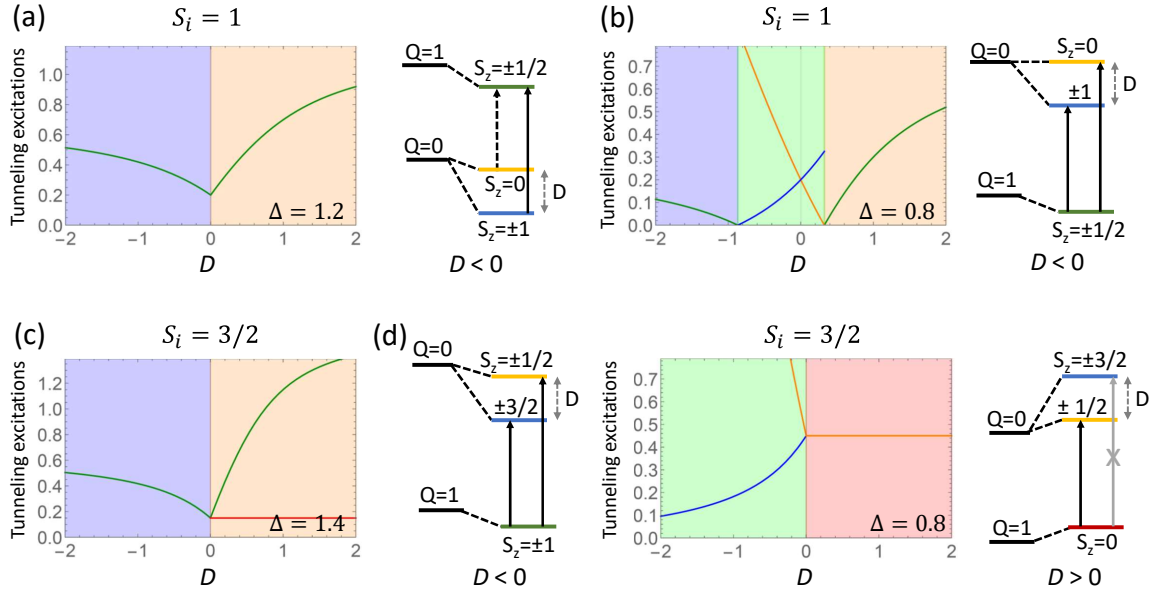 (a)
S_i = 1
Tunneling excitations
1.0
0.8
0.6
0.4
0.2
0.0
−2
−1
0
1
2
D
Δ = 1.2
Q=1
S_z=±1/2
Q=0
S_z=0
D
S_z=±1
D < 0
(b)
S_i = 1
Tunneling excitations
0.7
0.6
0.5
0.4
0.3
0.2
0.1
0.0
−2
−1
0
1
2
D
Δ = 0.8
Q=0
S_z=0
±1
D
Q=1
S_z=±1/2
D < 0
(c)
S_i = 3/2
Tunneling excitations
1.2
1.0
0.8
0.6
0.4
0.2
0.0
−2
−1
0
1
2
D
Δ = 1.4
(d)
Q=0
S_z=±1/2
±3/2
D
Q=1
S_z=±1
D < 0
S_i = 3/2
Tunneling excitations
0.7
0.6
0.5
0.4
0.3
0.2
0.1
0.0
−2
−1
0
1
2
D
Δ = 0.8
S_z=±3/2
± 1/2
Q=0
D
X
Q=1
S_z=0
D > 0